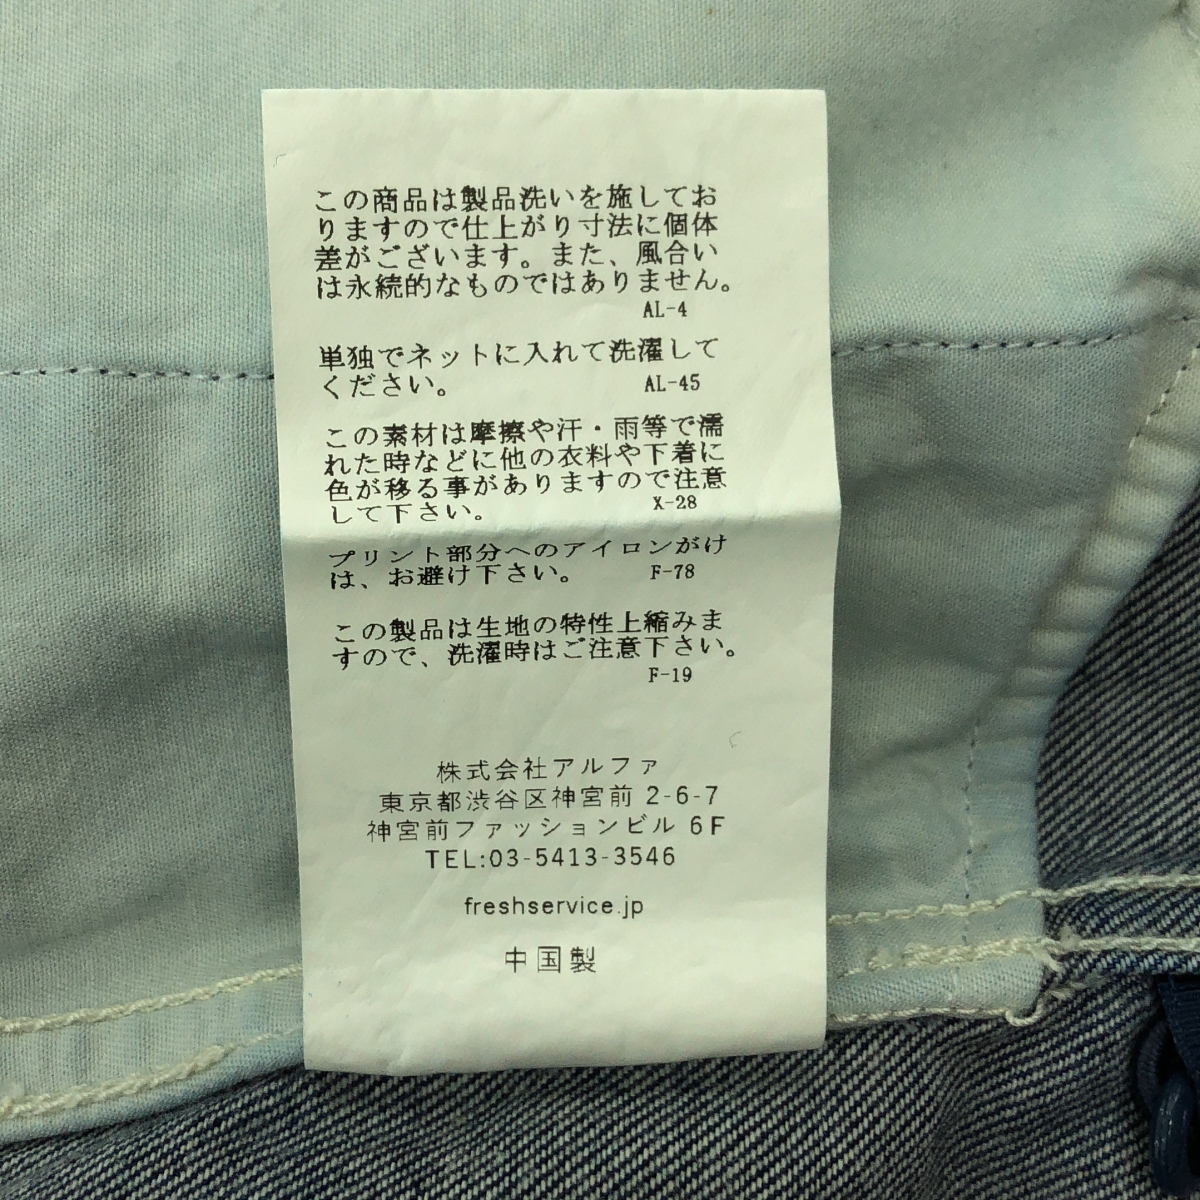 この商品は製品洗いを施してお
りますので仕上がり寸法に個体
差がございます。また、風合い
は永続的なものではありません。
AL-4
単独でネットに入れて洗濯して
ください。 AL-45
この素材は摩擦や汗・雨等で濡
れた時などに他の衣料や下着に
色が移る事がありますので注意
して下さい。 X-28
プリント部分へのアイロンがけ
は、お避け下さい。 F-78
この製品は生地の特性上縮みま
すので、洗濯時はご注意下さい。
F-19
株式会社アルファ
東京都渋谷区神宮前 2-6-7
神宮前ファッションビル 6F
TEL:03-5413-3546
freshservice.jp
中国製